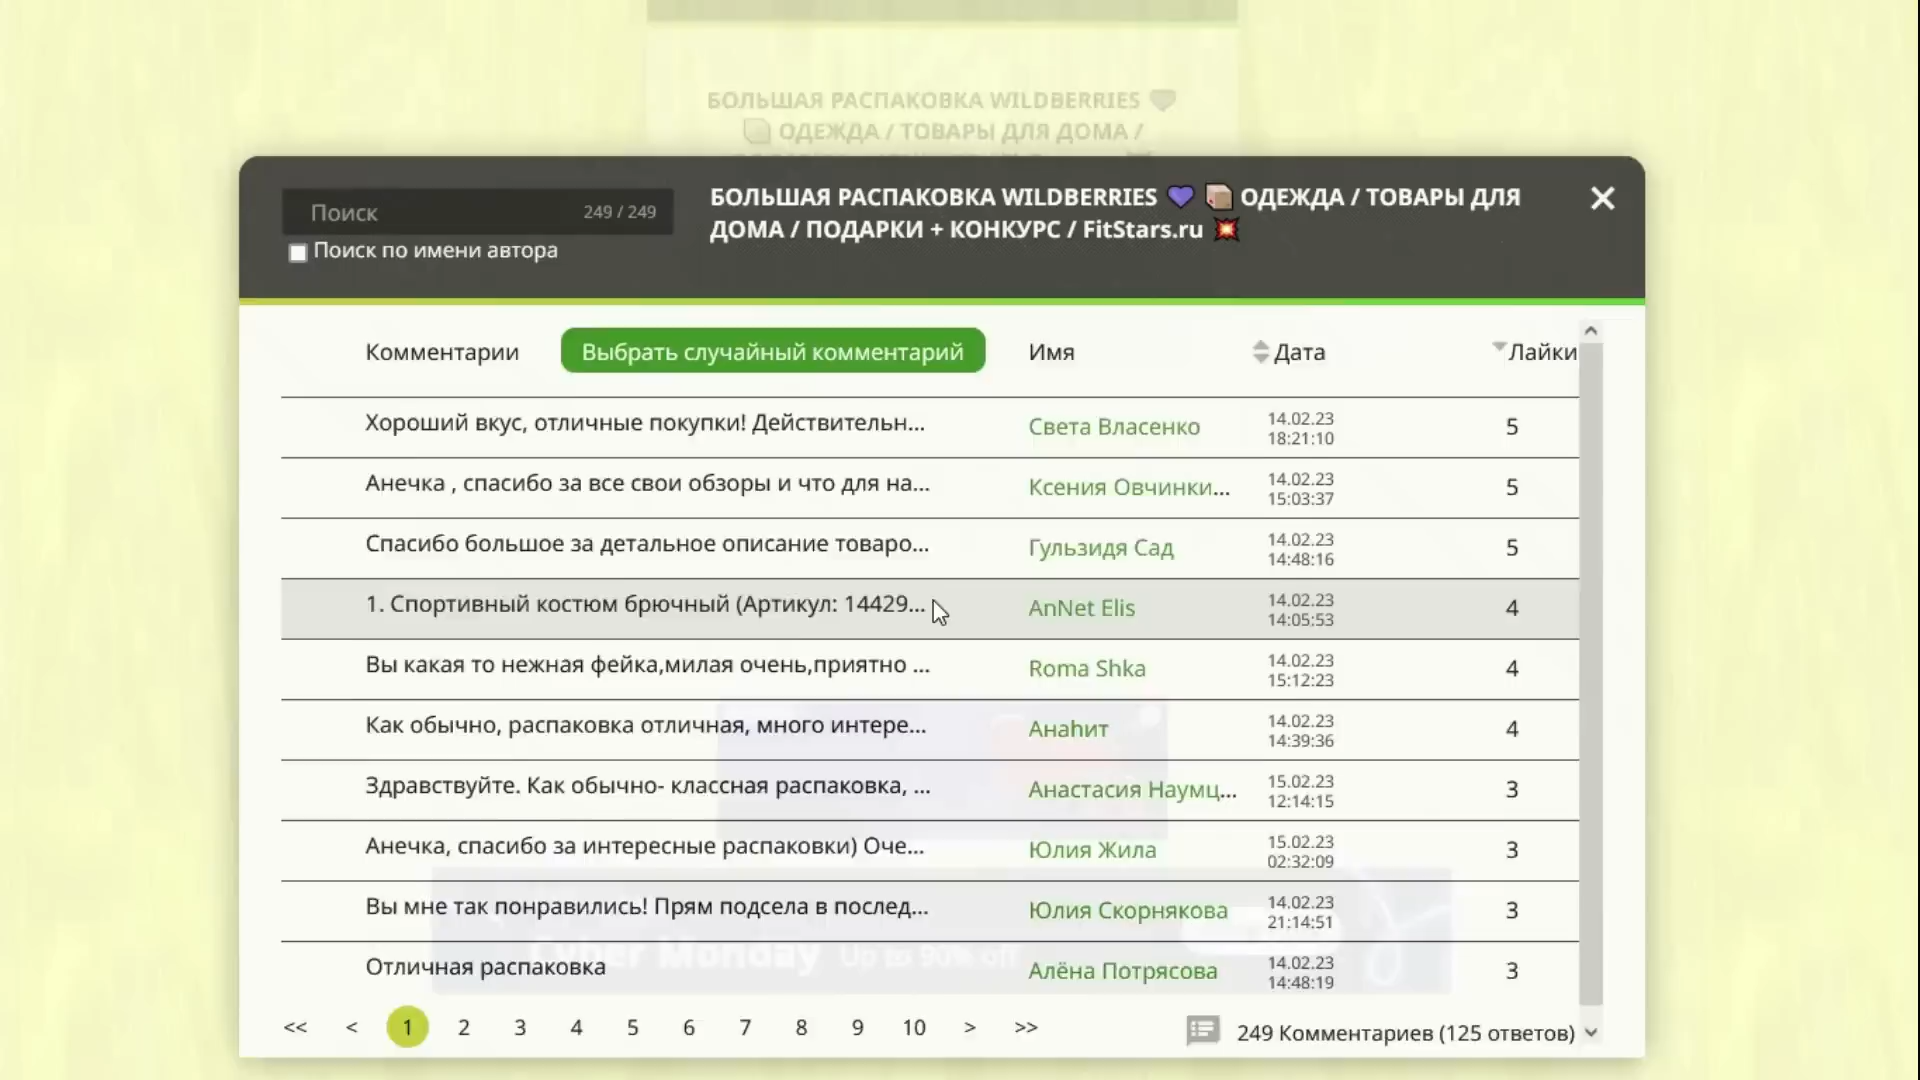 БОЛЬШАЯ РАСПАКОВКА WILDBERRIES
ОДЕЖДА / ТОВАРЫ ДЛЯ ДОМА /
Поиск
249 / 249
Поиск по имени автора
БОЛЬШАЯ РАСПАКОВКА WILDBERRIES 💜 📦 ОДЕЖДА / ТОВАРЫ ДЛЯ
ДОМА / ПОДАРКИ + КОНКУРС / FitStars.ru 💥
Комментарии Выбрать случайный комментарий Имя Дата Лайки
Хороший вкус, отличные покупки! Действительн... Света Власенко 14.02.23 18:21:10 5
Анечка , спасибо за все свои обзоры и что для на... Ксения Овчинки... 14.02.23 15:03:37 5
Спасибо большое за детальное описание товаро... Гульзидя Сад 14.02.23 14:48:16 5
1. Спортивный костюм брючный (Артикул: 14429... AnNet Elis 14.02.23 14:05:53 4
Вы какая то нежная фейка,милая очень,приятно ... Roma Shka 14.02.23 15:12:23 4
Как обычно, распаковка отличная, много интере... Анаһит 14.02.23 14:39:36 4
Здравствуйте. Как обычно- классная распаковка, ... Анастасия Наумц... 15.02.23 12:14:15 3
Анечка, спасибо за интересные распаковки) Оче... Юлия Жила 15.02.23 02:32:09 3
Вы мне так понравились! Прям подсела в послед... Юлия Скорнякова 14.02.23 21:14:51 3
Cyber Monday Up to 90% off
Отличная распаковка Алёна Потрясова 14.02.23 14:48:19 3
<< < 1 2 3 4 5 6 7 8 9 10 > >>
249 Комментариев (125 ответов)